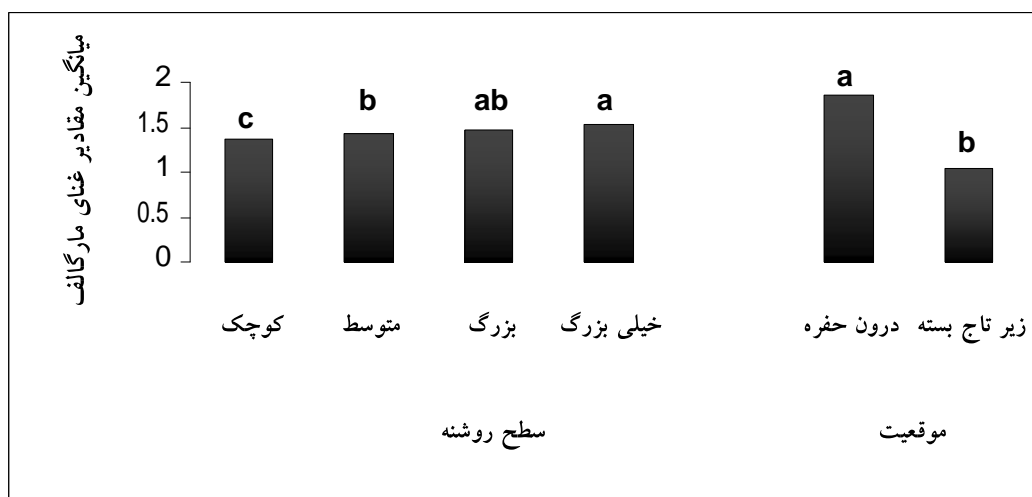 میانگین مقادیر غنای مارگالف
2
1.5
1
0.5
0
c b ab a a b
کوچک متوسط بزرگ خیلی بزرگ درون حفره زیر تاج بسته
سطح روشنه موقعیت